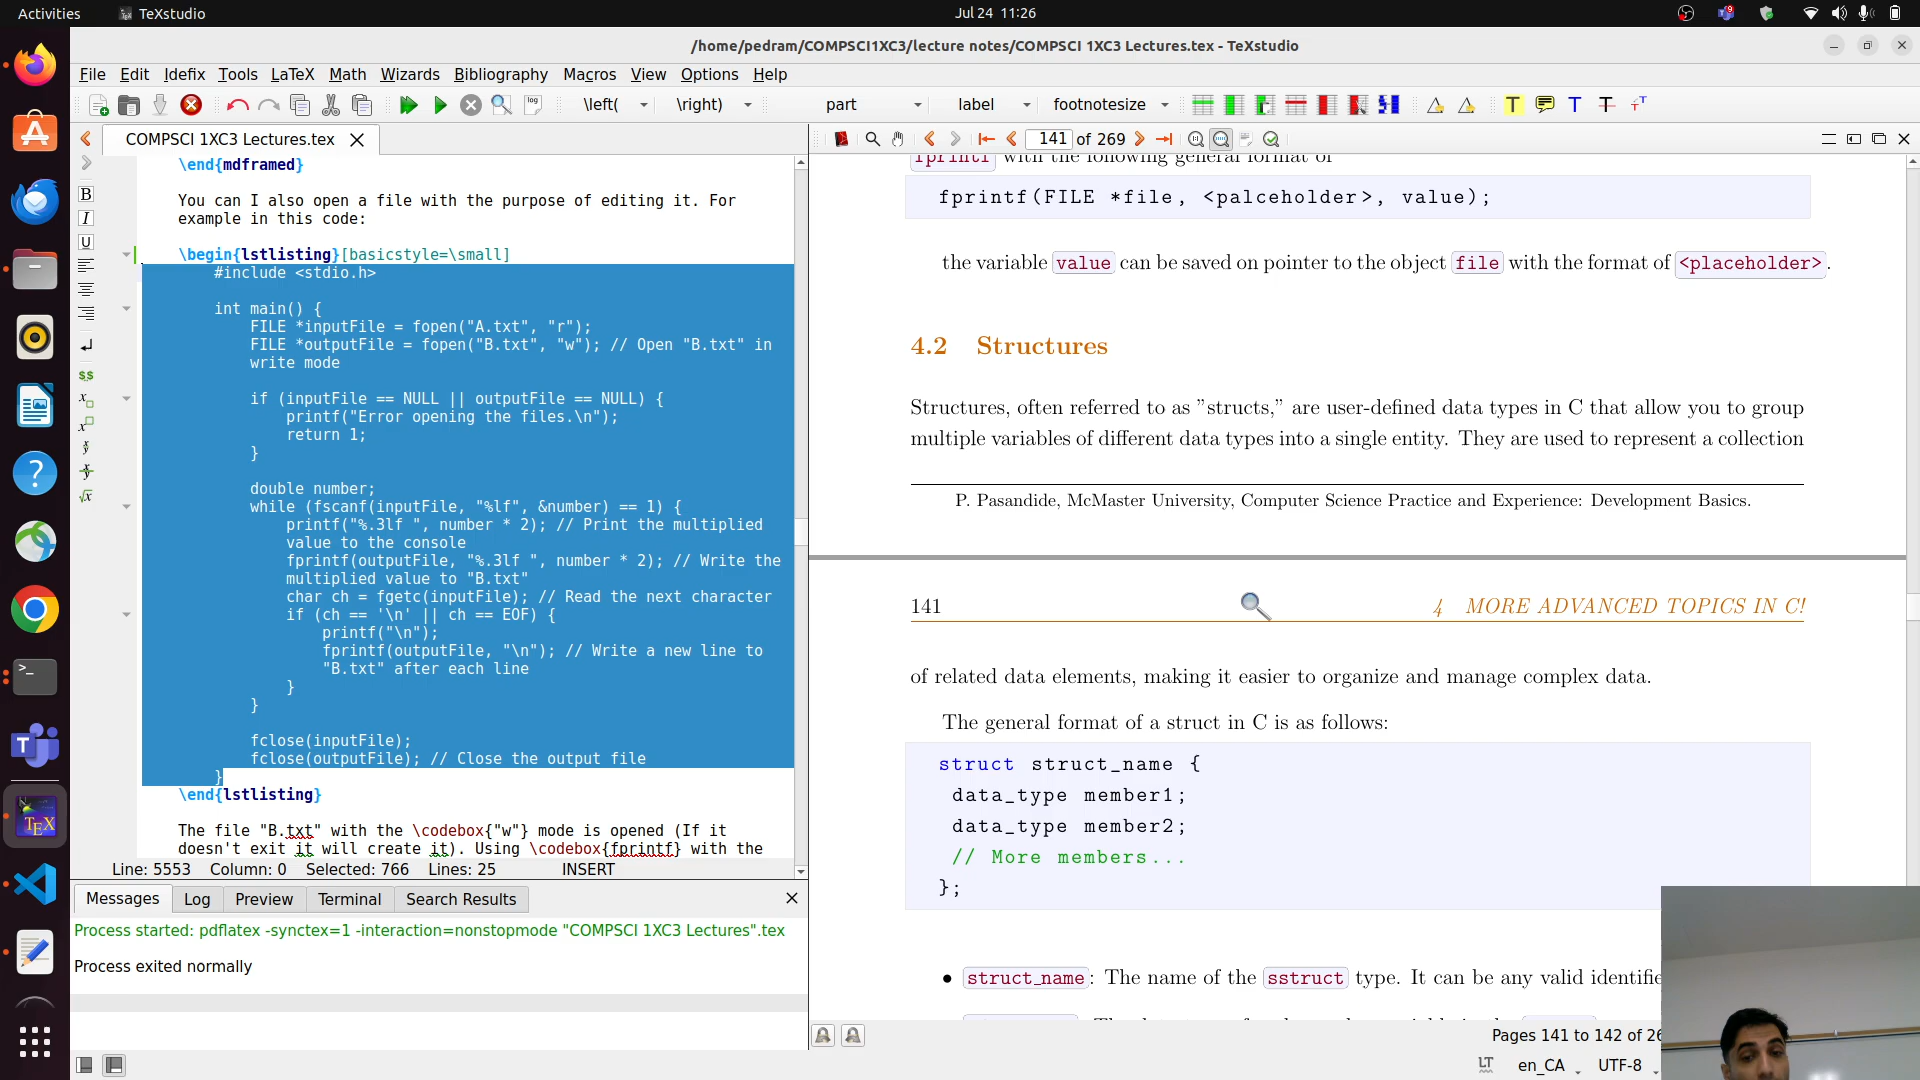 Activities TeXstudio Jul 24 11:26
/home/pedram/COMPSCI1XC3/lecture notes/COMPSCI 1XC3 Lectures.tex - TeXstudio
File Edit Idefix Tools LaTeX Math Wizards Bibliography Macros View Options Help
log \left( \right) part label footnotesize
COMPSCI 1XC3 Lectures.tex
141 of 269
\end{mdframed}
You can I also open a file with the purpose of editing it. For
example in this code:
\begin{lstlisting}[basicstyle=\small]
#include <stdio.h>
int main() {
FILE *inputFile = fopen("A.txt", "r");
FILE *outputFile = fopen("B.txt", "w"); // Open "B.txt" in
write mode
if (inputFile == NULL || outputFile == NULL) {
printf("Error opening the files.\n");
return 1;
}
double number;
while (fscanf(inputFile, "%lf", &number) == 1) {
printf("%.3lf ", number * 2); // Print the multiplied
value to the console
fprintf(outputFile, "%.3lf ", number * 2); // Write the
multiplied value to "B.txt"
char ch = fgetc(inputFile); // Read the next character
if (ch == '\n' || ch == EOF) {
printf("\n");
fprintf(outputFile, "\n"); // Write a new line to
"B.txt" after each line
}
}
fclose(inputFile);
fclose(outputFile); // Close the output file
}
\end{lstlisting}
The file "B.txt" with the \codebox{"w"} mode is opened (If it
doesn't exit it will create it). Using \codebox{fprintf} with the
Line: 5553 Column: 0 Selected: 766 Lines: 25 INSERT
Messages Log Preview Terminal Search Results
Process started: pdflatex -synctex=1 -interaction=nonstopmode "COMPSCI 1XC3 Lectures".tex
Process exited normally
fprintf with the following general format of
fprintf(FILE *file, <palceholder>, value);
the variable value can be saved on pointer to the object file with the format of <placeholder>.
4.2 Structures
Structures, often referred to as ”structs,” are user-defined data types in C that allow you to group
multiple variables of different data types into a single entity. They are used to represent a collection
P. Pasandide, McMaster University, Computer Science Practice and Experience: Development Basics.
141 4 MORE ADVANCED TOPICS IN C!
of related data elements, making it easier to organize and manage complex data.
The general format of a struct in C is as follows:
struct struct_name {
data_type member1;
data_type member2;
// More members...
};
• struct_name: The name of the sstruct type. It can be any valid identifie
Pages 141 to 142 of 26
en_CA UTF-8